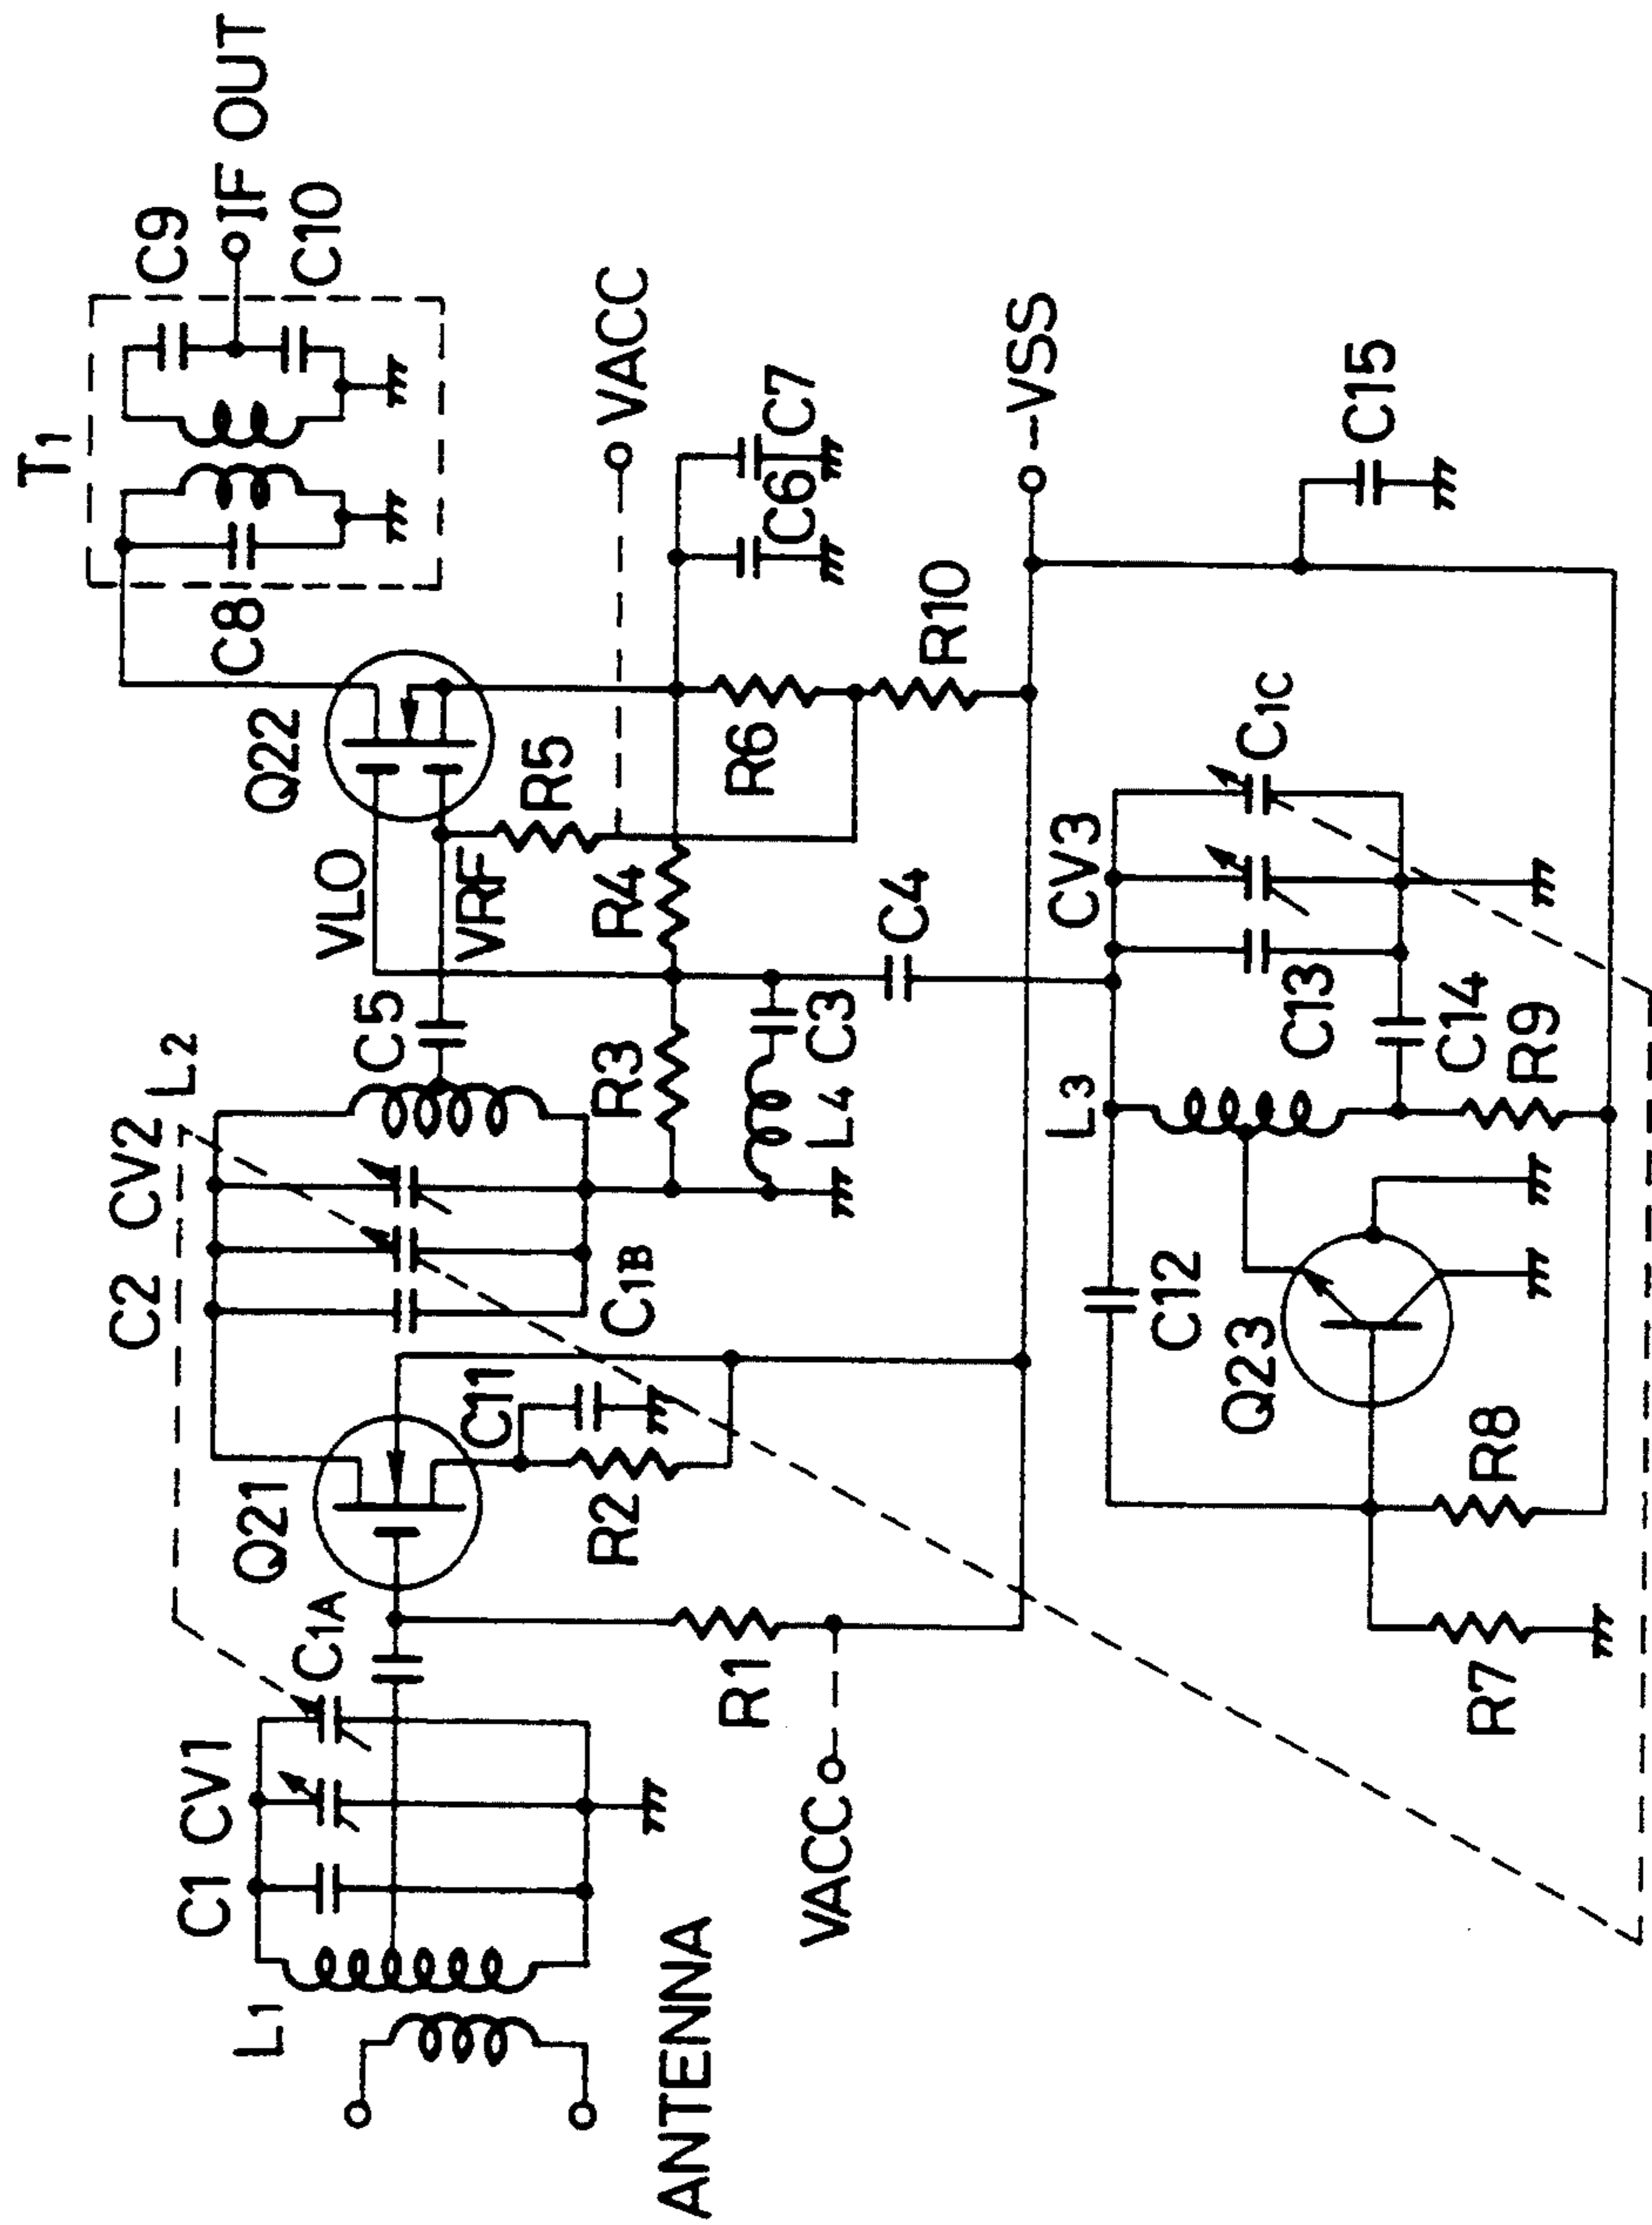 T1
C9
IF OUT
C10
C8
Q22
VACC
C7
C6
R5
R6
R10
-VSS
C15
VLO
VRF
R4
C4
CV3
C1C
L2
C5
R3
C3
L4
C13
C14
R9
L3
CV2
C2
C1B
C12
Q23
R8
R7
Q21
C11
R2
C1A
R1
VACC
C1
CV1
L1
ANTENNA